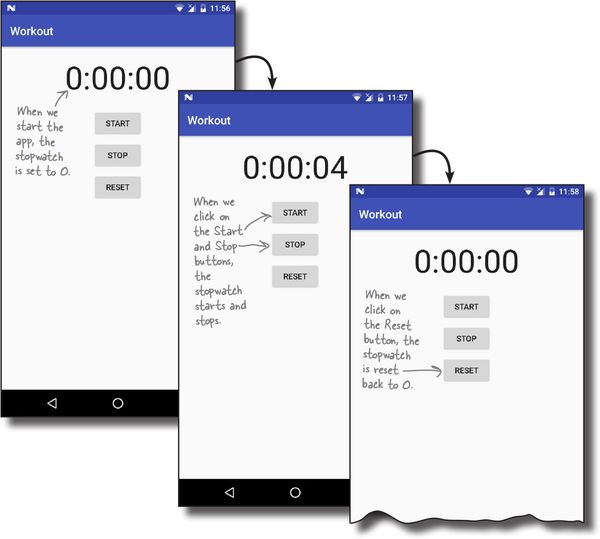 11:56
Workout
0:00:00
When we
start the
app, the
stopwatch
is set to 0.
START
STOP
RESET
11:57
Workout
0:00:04
When we
click on
the Start
and Stop
buttons,
the
stopwatch
starts and
stops.
START
STOP
RESET
11:58
Workout
0:00:00
When we
click on
the Reset
button, the
stopwatch
is reset
back to 0.
START
STOP
RESET